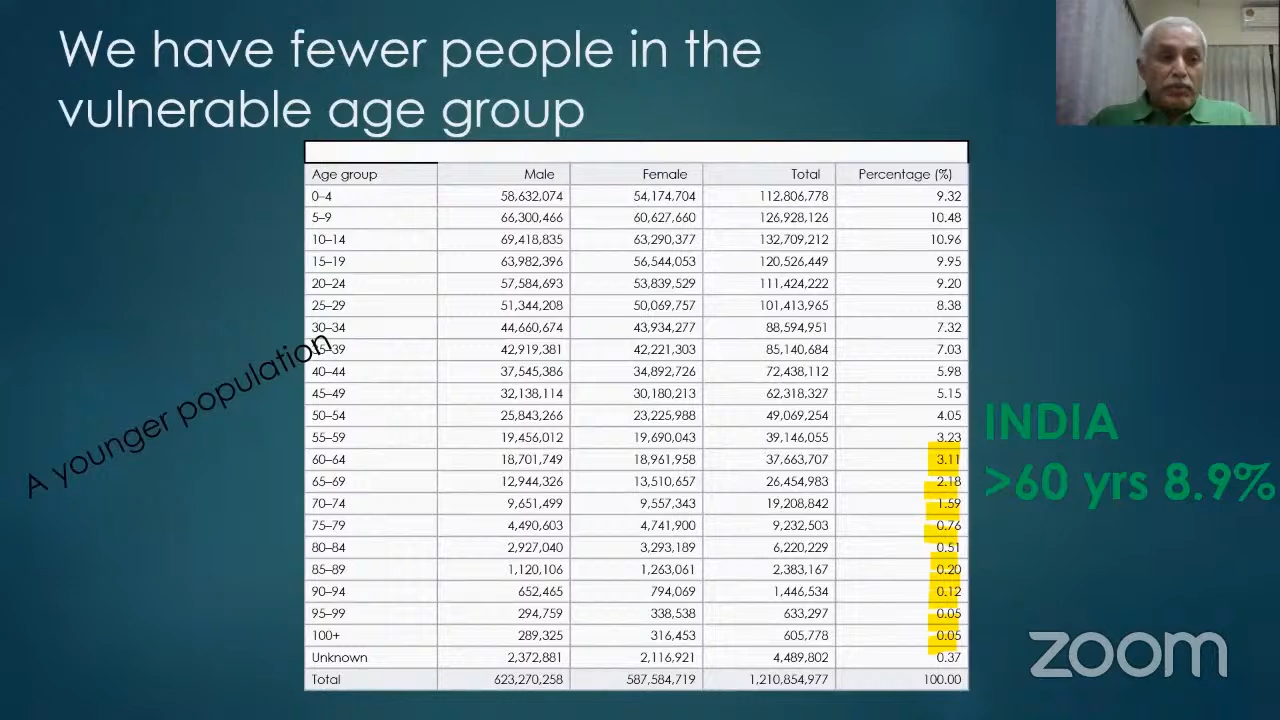 We have fewer people in the
vulnerable age group
Age group Male Female Total Percentage (%)
0–4 58,632,074 54,174,704 112,806,778 9.32
5–9 66,300,466 60,627,660 126,928,126 10.48
10–14 69,418,835 63,290,377 132,709,212 10.96
15–19 63,982,396 56,544,053 120,526,449 9.95
20–24 57,584,693 53,839,529 111,424,222 9.20
25–29 51,344,208 50,069,757 101,413,965 8.38
30–34 44,660,674 43,934,277 88,594,951 7.32
35–39 42,919,381 42,221,303 85,140,684 7.03
40–44 37,545,386 34,892,726 72,438,112 5.98
45–49 32,138,114 30,180,213 62,318,327 5.15
50–54 25,843,266 23,225,988 49,069,254 4.05
55–59 19,456,012 19,690,043 39,146,055 3.23
60–64 18,701,749 18,961,958 37,663,707 3.11
65–69 12,944,326 13,510,657 26,454,983 2.18
70–74 9,651,499 9,557,343 19,208,842 1.59
75–79 4,490,603 4,741,900 9,232,503 0.76
80–84 2,927,040 3,293,189 6,220,229 0.51
85–89 1,120,106 1,263,061 2,383,167 0.20
90–94 652,465 794,069 1,446,534 0.12
95–99 294,759 338,538 633,297 0.05
100+ 289,325 316,453 605,778 0.05
Unknown 2,372,881 2,116,921 4,489,802 0.37
Total 623,270,258 587,584,719 1,210,854,977 100.00
A younger population
INDIA
>60 yrs 8.9%
zoom